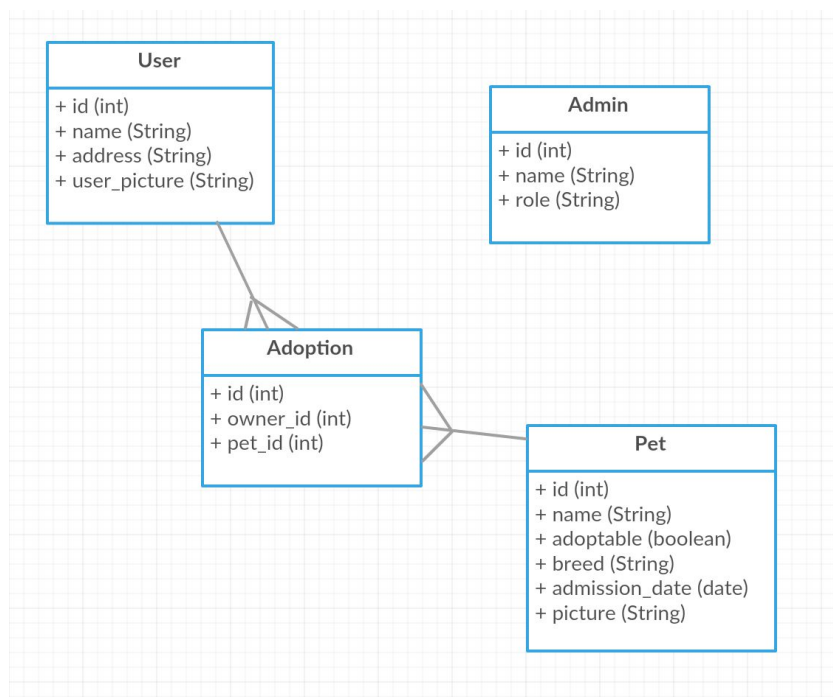 User
+ id (int)
+ name (String)
+ address (String)
+ user_picture (String)
Admin
+ id (int)
+ name (String)
+ role (String)
Adoption
+ id (int)
+ owner_id (int)
+ pet_id (int)
Pet
+ id (int)
+ name (String)
+ adoptable (boolean)
+ breed (String)
+ admission_date (date)
+ picture (String)